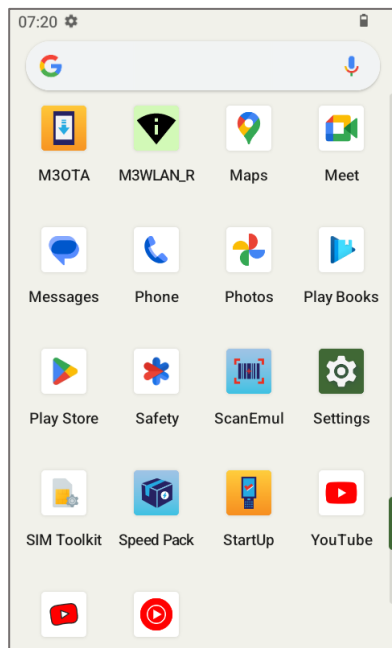 07:20
M3OTA
M3WLAN_R
Maps
Meet
Messages
Phone
Photos
Play Books
Play Store
Safety
ScanEmul
Settings
SIM Toolkit
Speed Pack
StartUp
YouTube